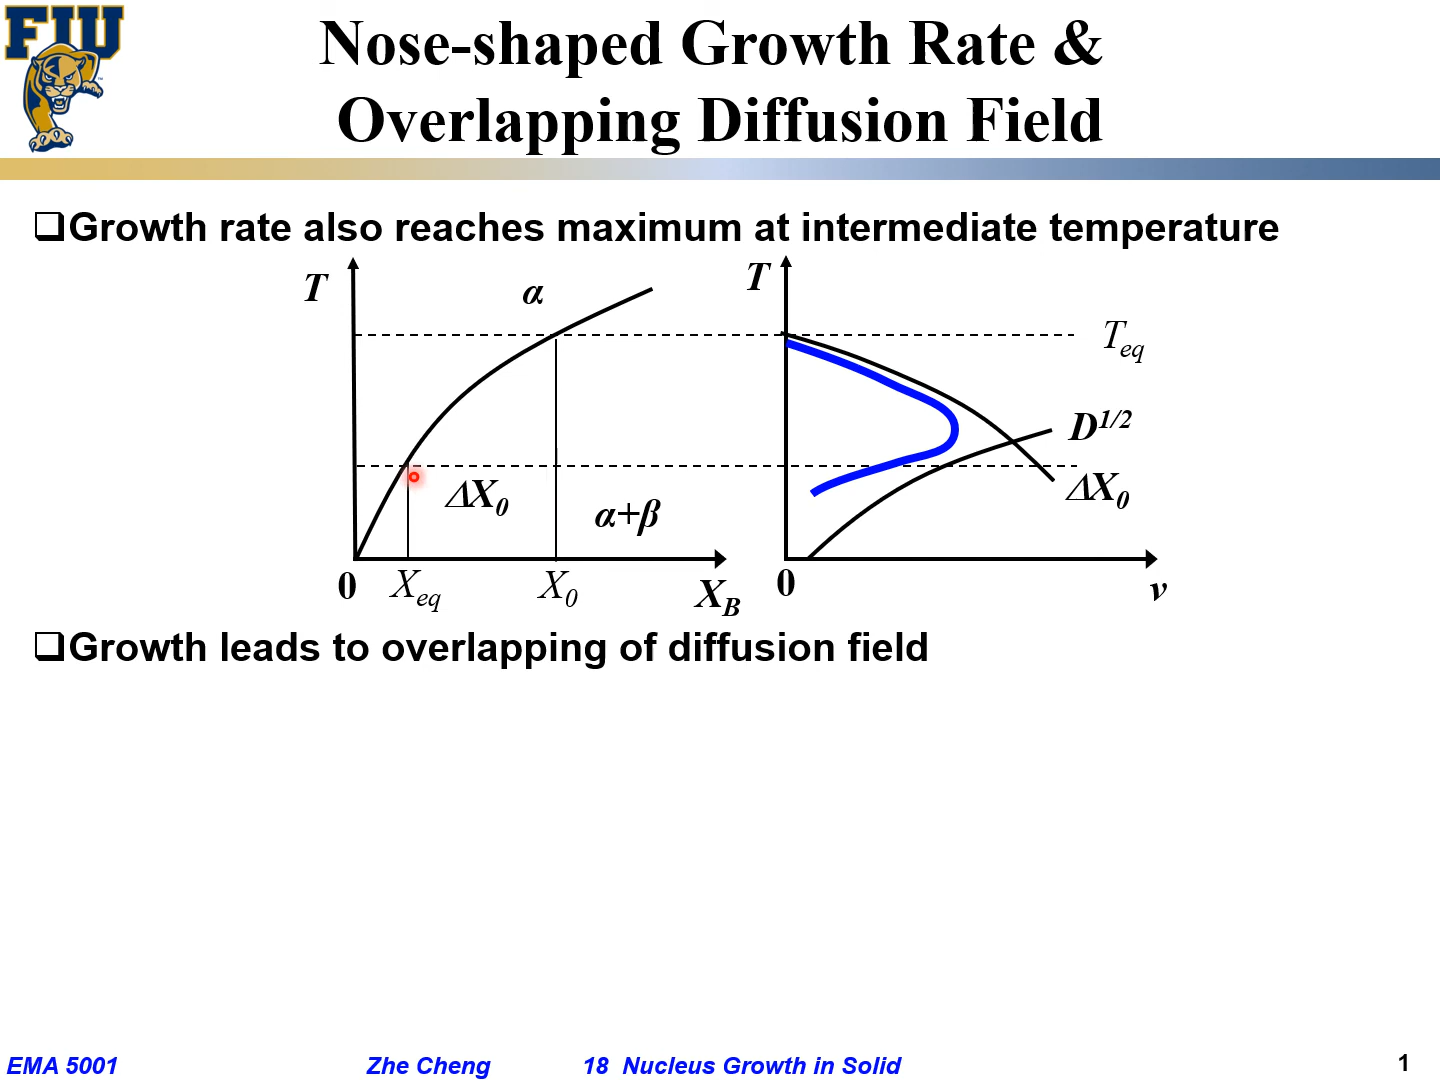 FIU
Nose-shaped Growth Rate &
Overlapping Diffusion Field
❑Growth rate also reaches maximum at intermediate temperature
T
α
T
Teq
D1/2
ΔX0
ΔX0
α+β
0
Xeq
X0
XB
0
v
❑Growth leads to overlapping of diffusion field
EMA 5001 Zhe Cheng 18 Nucleus Growth in Solid 1